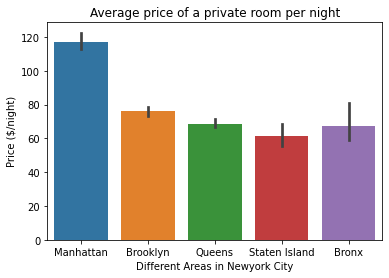 Average price of a private room per night
Price ($/night)
120
100
80
60
40
20
0
Manhattan Brooklyn Queens Staten Island Bronx
Different Areas in Newyork City